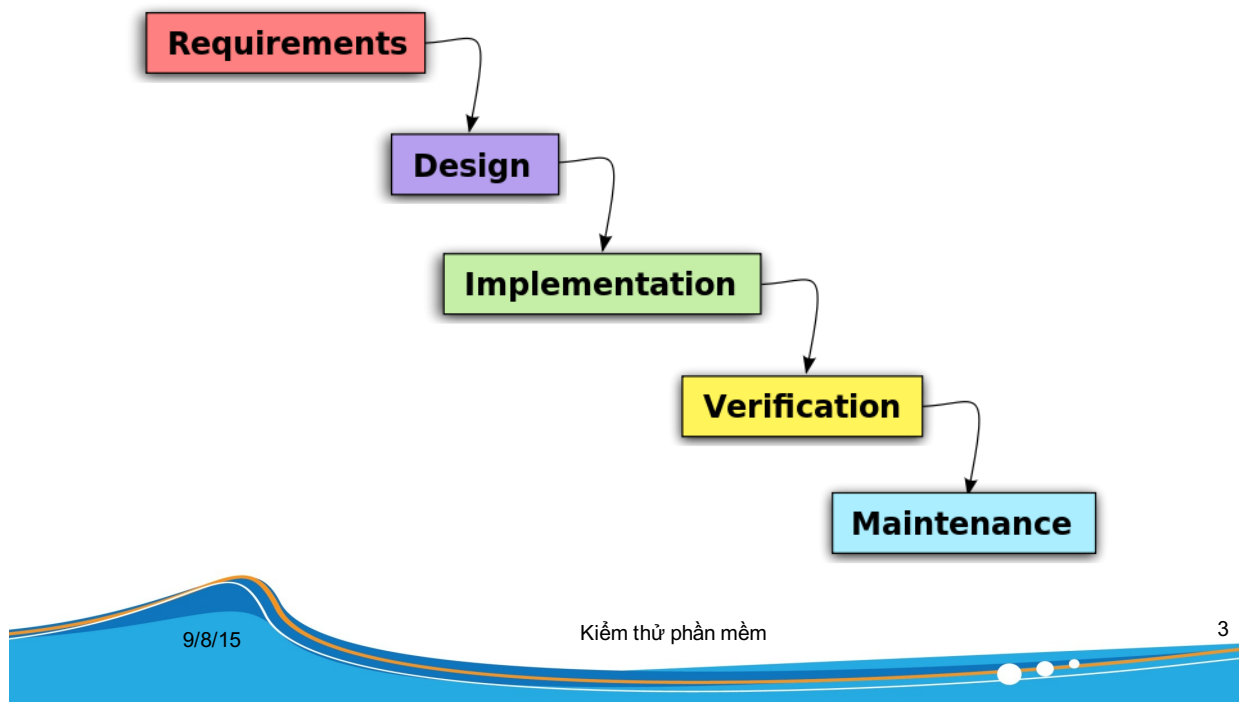 Requirements
Design
Implementation
Verification
Maintenance
9/8/15
Kiểm thử phần mềm
3